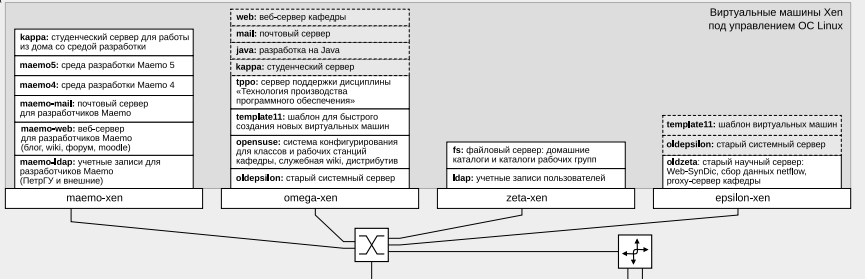 Виртуальные машины Xen
под управлением ОС Linux
kappa: студенческий сервер для работы
из дома со средой разработки
maemo5: среда разработки Maemo 5
maemo4: среда разработки Maemo 4
maemo-mail: почтовый сервер
для разработчиков Maemo
maemo-web: веб-сервер
для разработчиков Maemo
(блог, wiki, форум, moodle)
maemo-ldap: учетные записи для
разработчиков Maemo
(ПетрГУ и внешние)
maemo-xen
web: веб-сервер кафедры
mail: почтовый сервер
java: разработка на Java
kappa: студенческий сервер
tppo: сервер поддержки дисциплины
«Технология производства
программного обеспечения»
template11: шаблон для быстрого
создания новых виртуальных машин
opensuse: система конфигурирования
для классов и рабочих станций
кафедры, служебная wiki, дистрибутив
oldepsilon: старый системный сервер
omega-xen
fs: файловый сервер: домашние
каталоги и каталоги рабочих групп
ldap: учетные записи пользователей
zeta-xen
template11: шаблон виртуальных машин
oldepsilon: старый системный сервер
oldzeta: старый научный сервер:
Web-SynDic, сбор данных netflow,
proxy-сервер кафедры
epsilon-xen